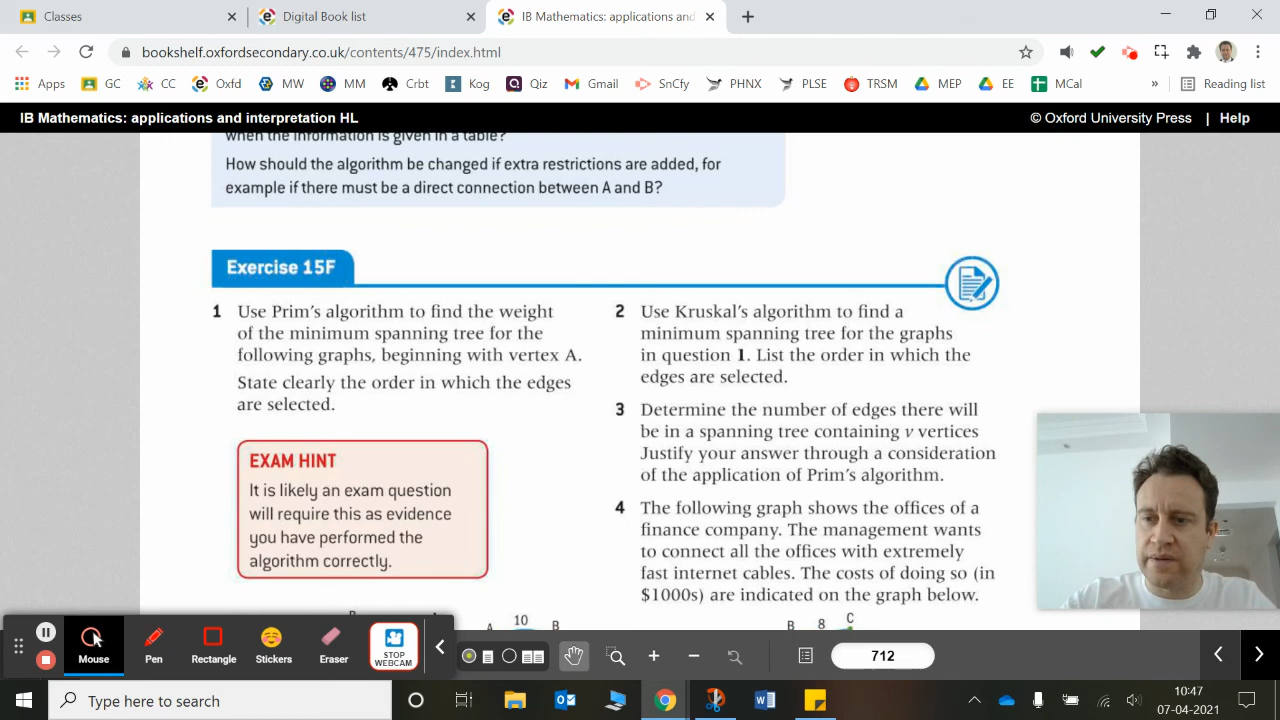 Classes
Digital Book list
IB Mathematics: applications and
bookshelf.oxfordsecondary.co.uk/contents/475/index.html
Apps GC CC Oxfd MW MM Crbt Kog Qiz Gmail SnCfy PHNX PLSE TRSM MEP EE MCal » Reading list
IB Mathematics: applications and interpretation HL
© Oxford University Press | Help
when the information is given in a table?
How should the algorithm be changed if extra restrictions are added, for
example if there must be a direct connection between A and B?
Exercise 15F
1 Use Prim's algorithm to find the weight
of the minimum spanning tree for the
following graphs, beginning with vertex A.
State clearly the order in which the edges
are selected.
EXAM HINT
It is likely an exam question
will require this as evidence
you have performed the
algorithm correctly.
A 10 B
2 Use Kruskal's algorithm to find a
minimum spanning tree for the graphs
in question 1. List the order in which the
edges are selected.
3 Determine the number of edges there will
be in a spanning tree containing v vertices
Justify your answer through a consideration
of the application of Prim's algorithm.
4 The following graph shows the offices of a
finance company. The management wants
to connect all the offices with extremely
fast internet cables. The costs of doing so (in
$1000s) are indicated on the graph below.
B 8 C
Mouse
Pen
Rectangle
Stickers
Eraser
STOP
WEBCAM
712
Type here to search
10:47
07-04-2021